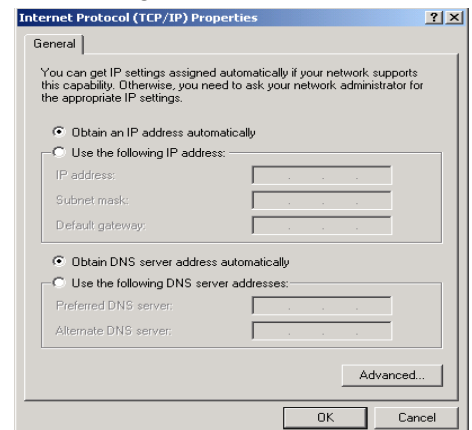 Internet Protocol (TCP/IP) Properties
General
You can get IP settings assigned automatically if your network supports
this capability. Otherwise, you need to ask your network administrator for
the appropriate IP settings.
Obtain an IP address automatically
Use the following IP address:
IP address:
Subnet mask:
Default gateway:
Obtain DNS server address automatically
Use the following DNS server addresses:
Preferred DNS server:
Alternate DNS server:
Advanced...
OK Cancel